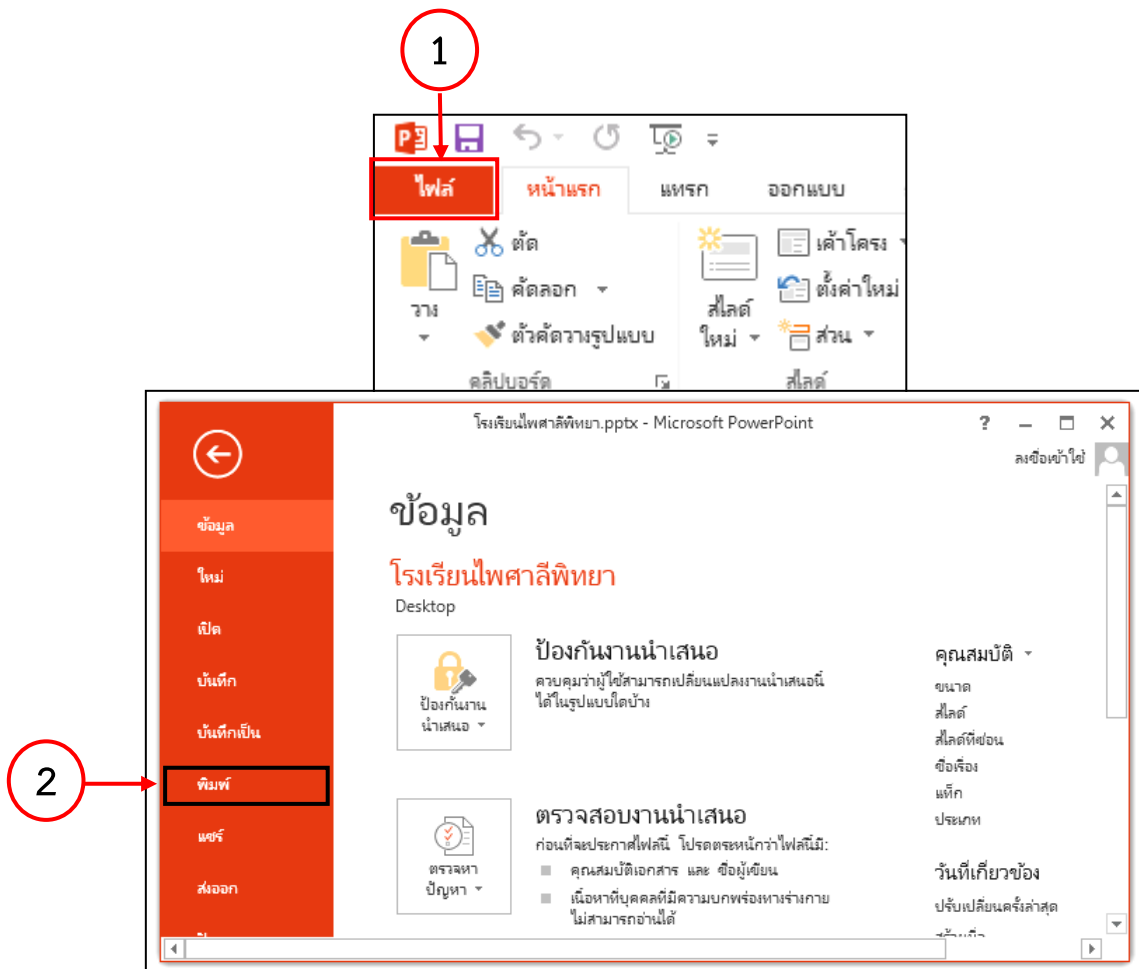 1
ไฟล์ หน้าแรก แทรก ออกแบบ
วาง
ตัด
คัดลอก
ตัวคัดวางรูปแบบ
คลิปบอร์ด
สไลด์
ใหม่
เค้าโครง
ตั้งค่าใหม่
ส่วน
สไลด์
โรงเรียนไพศาลีพิทยา.pptx - Microsoft PowerPoint ?
ลงชื่อเข้าใช้
ข้อมูล
ใหม่
เปิด
บันทึก
บันทึกเป็น
2
พิมพ์
แชร์
ส่งออก
ข้อมูล
โรงเรียนไพศาลีพิทยา
Desktop
ป้องกันงาน
นำเสนอ
ป้องกันงานนำเสนอ
ควบคุมว่าผู้ใช้สามารถเปลี่ยนแปลงงานนำเสนอนี้
ได้ในรูปแบบใดบ้าง
ตรวจหา
ปัญหา
ตรวจสอบงานนำเสนอ
ก่อนที่จะประกาศไฟล์นี้ โปรดตระหนักว่าไฟล์นี้มี:
คุณสมบัติเอกสาร และ ชื่อผู้เขียน
เนื้อหาที่บุคคลที่มีความบกพร่องทางร่างกาย
ไม่สามารถอ่านได้
คุณสมบัติ
ขนาด
สไลด์
สไลด์ที่ซ่อน
ชื่อเรื่อง
แท็ก
ประเภท
วันที่เกี่ยวข้อง
ปรับเปลี่ยนครั้งล่าสุด